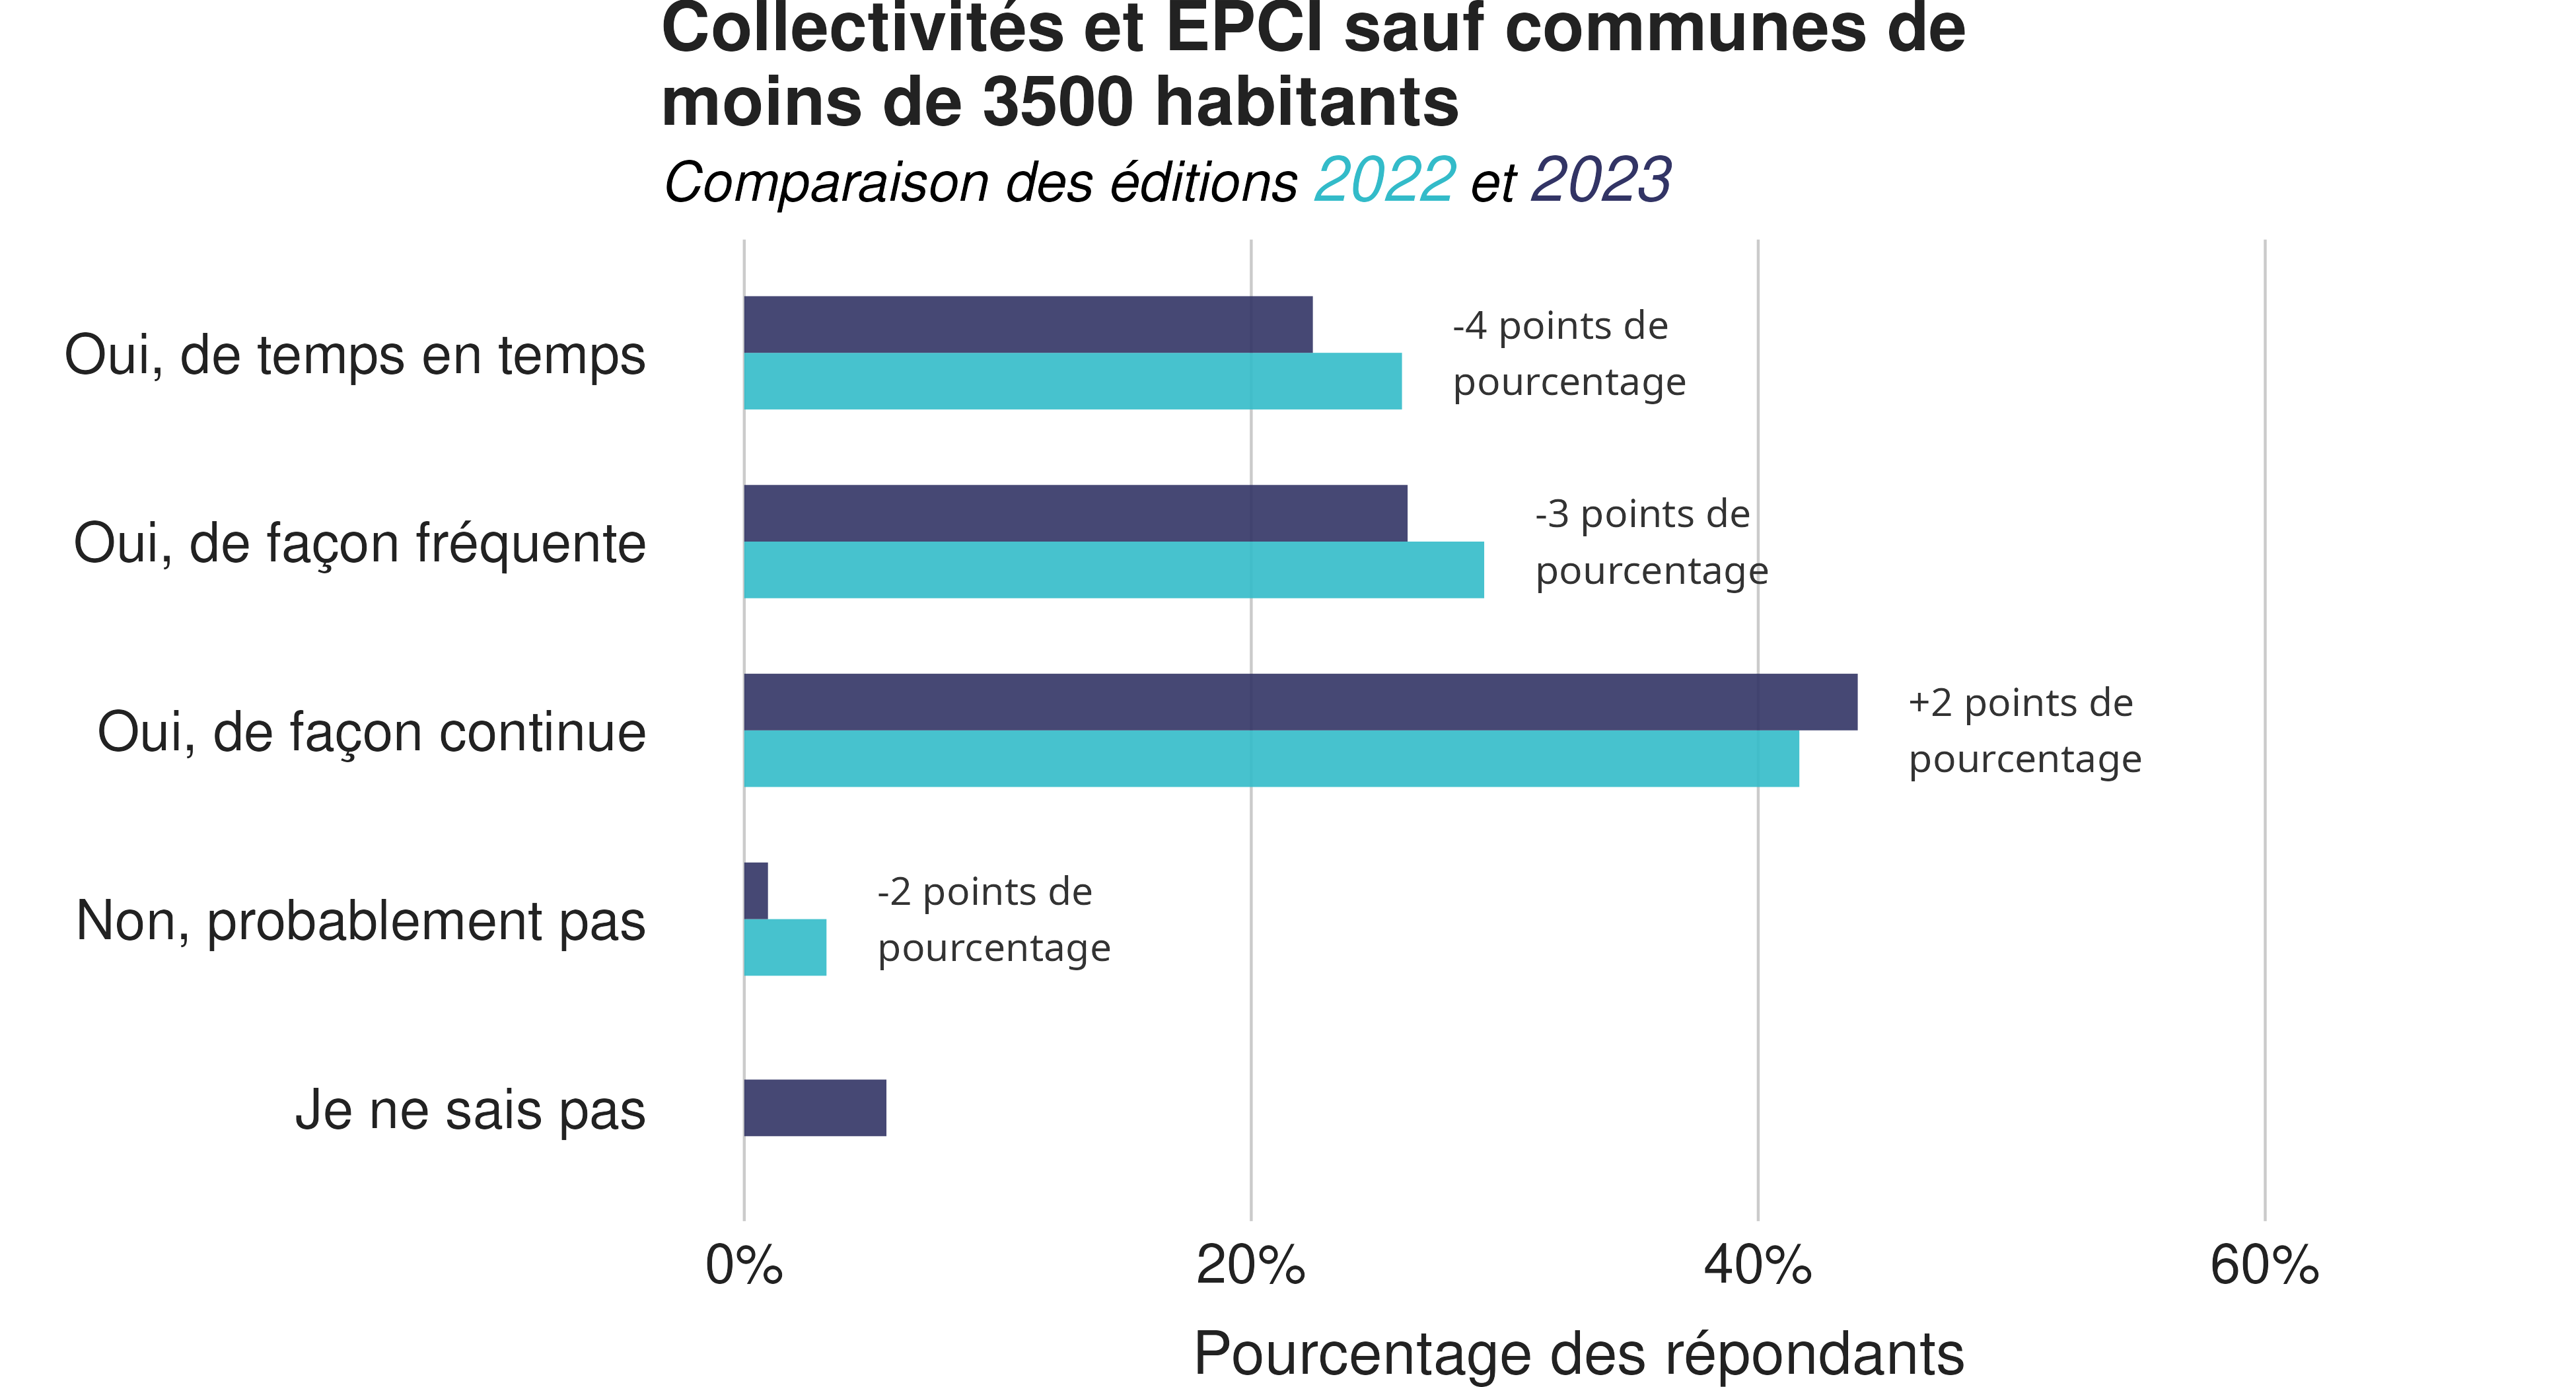 Collectivités et EPCI sauf communes de
moins de 3500 habitants
Comparaison des éditions 2022 et 2023
Oui, de temps en temps
-4 points de
pourcentage
Oui, de façon fréquente
-3 points de
pourcentage
Oui, de façon continue
+2 points de
pourcentage
Non, probablement pas
-2 points de
pourcentage
Je ne sais pas
0%
20%
40%
60%
Pourcentage des répondants